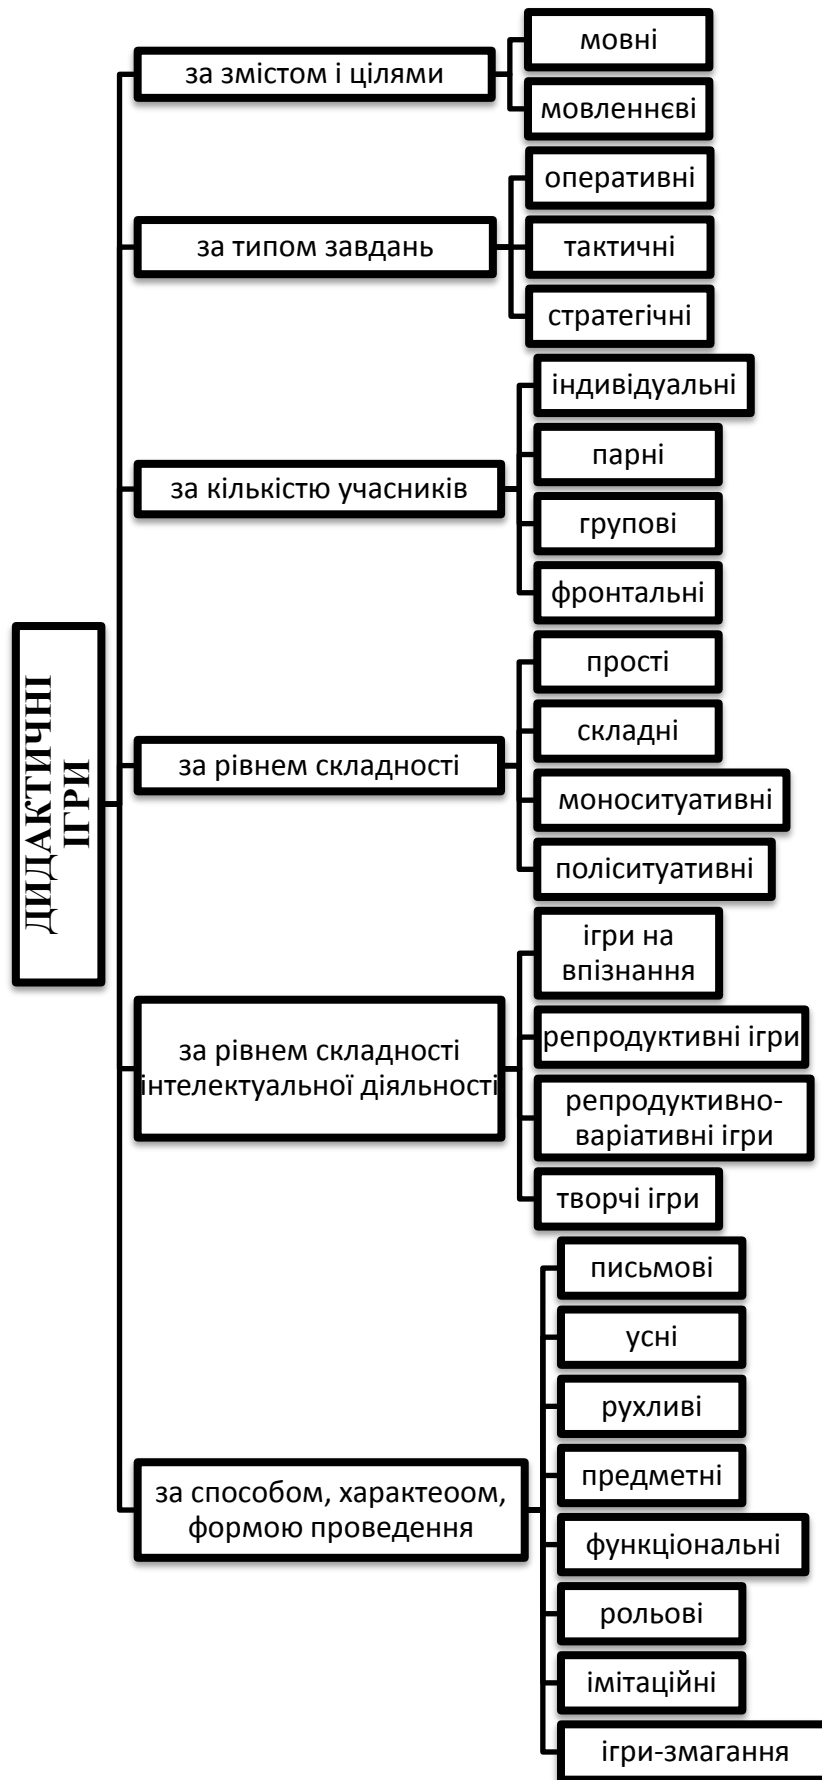 ДИДАКТИЧНІ
ІГРИ
за змістом і цілями
мовні
мовленнєві
за типом завдань
оперативні
тактичні
стратегічні
за кількістю учасників
індивідуальні
парні
групові
фронтальні
за рівнем складності
прості
складні
моноситуативні
поліситуативні
за рівнем складності
інтелектуальної діяльності
ігри на
впізнання
репродуктивні ігри
репродуктивно-
варіативні ігри
творчі ігри
за способом, характеоом,
формою проведення
письмові
усні
рухливі
предметні
функціональні
рольові
імітаційні
ігри-змагання